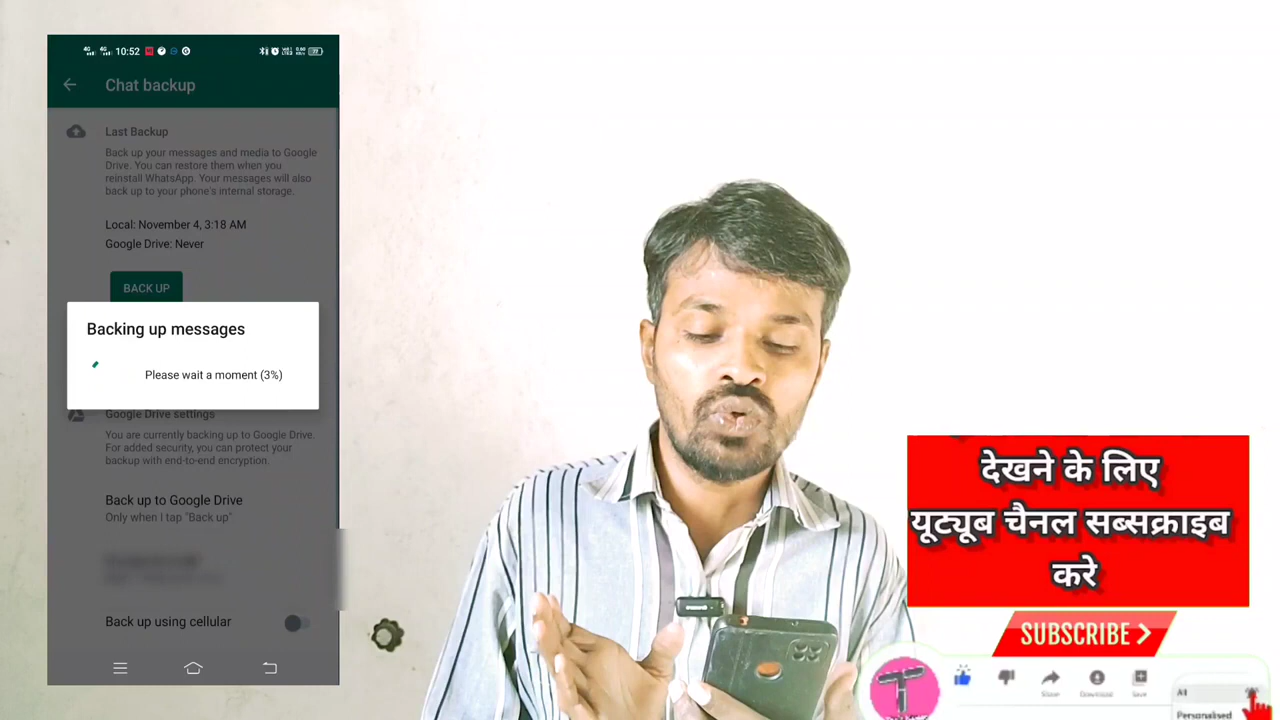 10:52
Chat backup
Last Backup
Back up your messages and media to Google
Drive. You can restore them when you
reinstall WhatsApp. Your messages will also
back up to your phone's internal storage.
Local: November 4, 3:18 AM
Google Drive: Never
BACK UP
Backing up messages
Please wait a moment (3%)
Google Drive settings
You are currently backing up to Google Drive.
For added security, you can protect your
backup with end-to-end encryption.
Back up to Google Drive
Only when I tap "Back up"
Back up using cellular
देखने के लिए
यूट्यूब चैनल सब्सक्राइब
करे
SUBSCRIBE
T
Share Download Save
All
Personalised